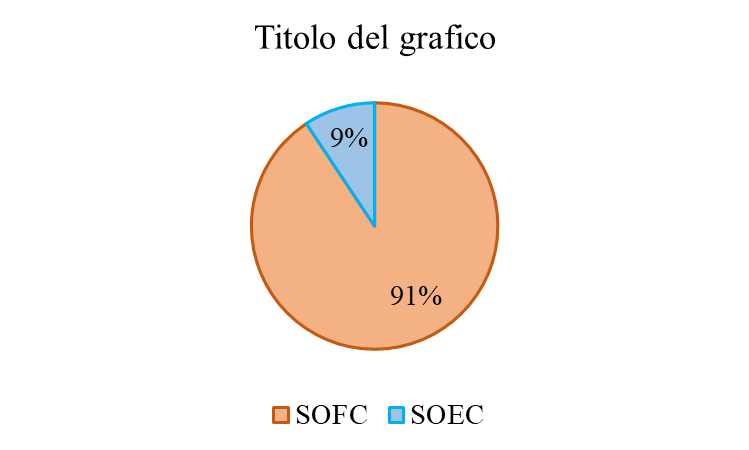 Titolo del grafico
9%
91%
SOFC SOEC